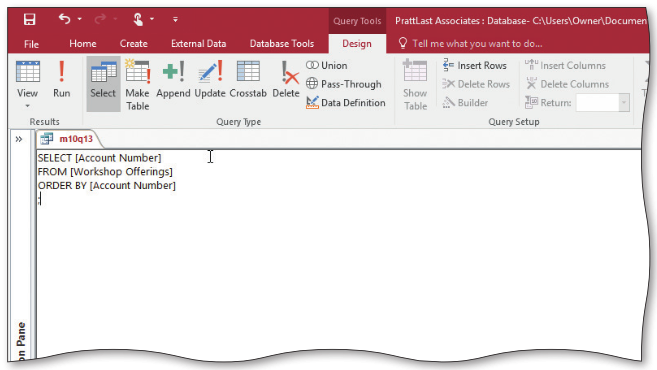 Query Tools
PrattLast Associates : Database- C:\Users\Owner\Documen
File Home Create External Data Database Tools Design Tell me what you want to do...
View Run Select Make Table Append Update Crosstab Delete
Union
Pass-Through
Data Definition
Show Table
Insert Rows
Delete Rows
Builder
Insert Columns
Delete Columns
Return:
Results Query Type Query Setup
m10q13
SELECT [Account Number]
FROM [Workshop Offerings]
ORDER BY [Account Number]
;
on Pane